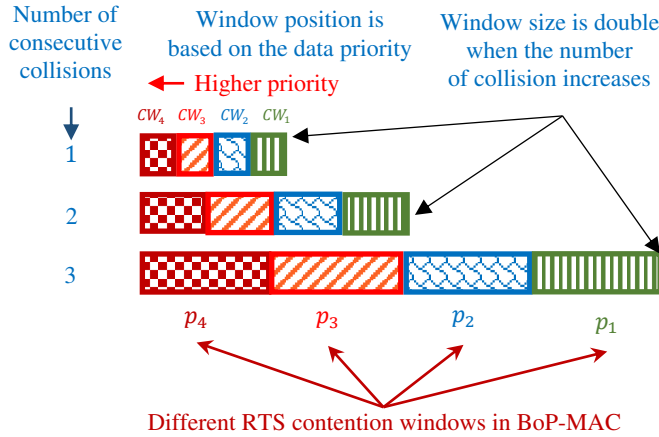 Number of
consecutive
collisions
Window position is
based on the data priority
Window size is double
when the number
of collision increases
Higher priority
CW₄ CW₃ CW₂ CW₁
1
2
3
p₄ p₃ p₂ p₁
Different RTS contention windows in BoP-MAC